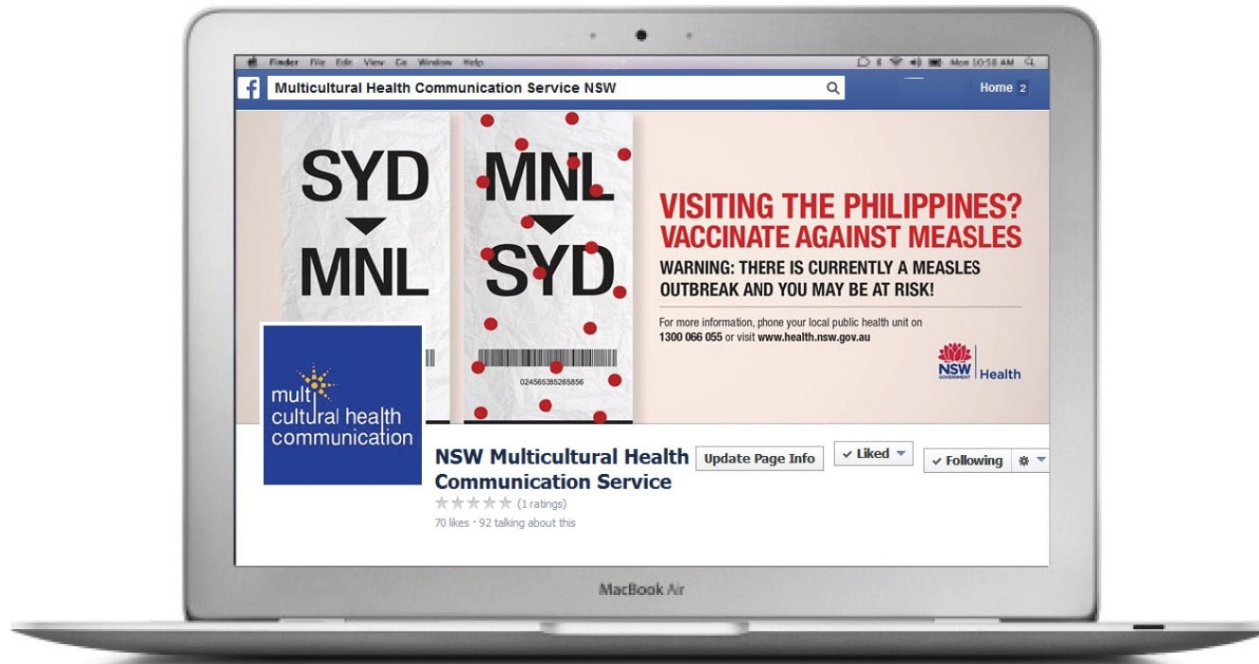 Finder File Edit View Go Window Help
Mon 10:58 AM
Multicultural Health Communication Service NSW
Home 2
SYD
MNL
MNL
SYD
024565385265856
VISITING THE PHILIPPINES?
VACCINATE AGAINST MEASLES
WARNING: THERE IS CURRENTLY A MEASLES
OUTBREAK AND YOU MAY BE AT RISK!
For more information, phone your local public health unit on
1300 066 055 or visit www.health.nsw.gov.au
NSW
GOVERNMENT
Health
multi
cultural health
communication
NSW Multicultural Health
Communication Service
Update Page Info
Liked
Following
(1 ratings)
70 likes · 92 talking about this
MacBook Air